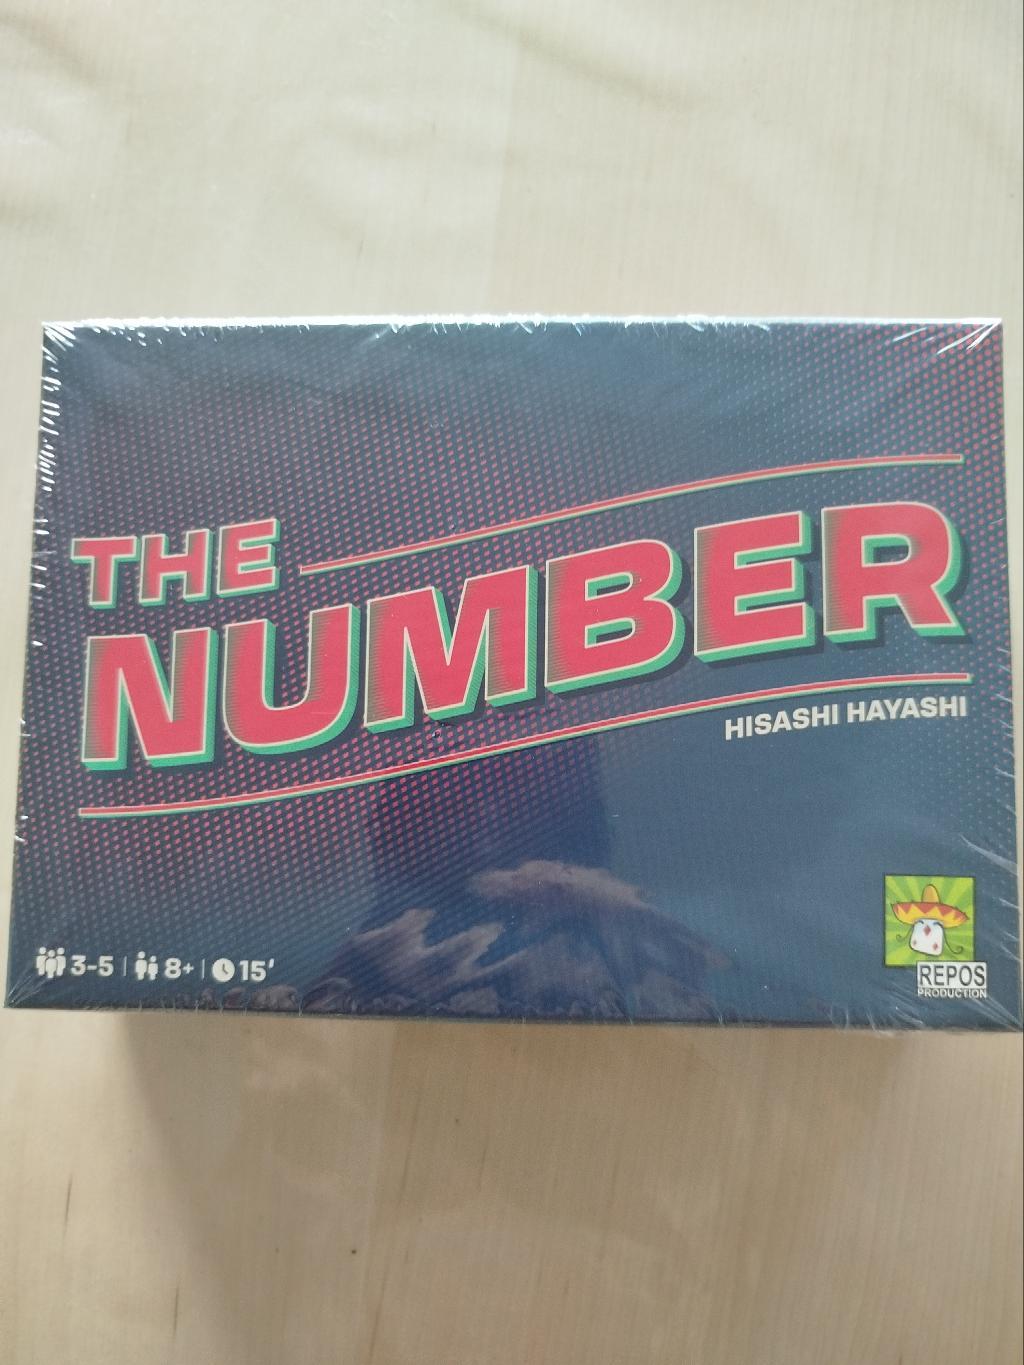 THE
NUMBER
HISASHI HAYASHI
3-5 | 8+ | 15'
REPOS
PRODUCTION